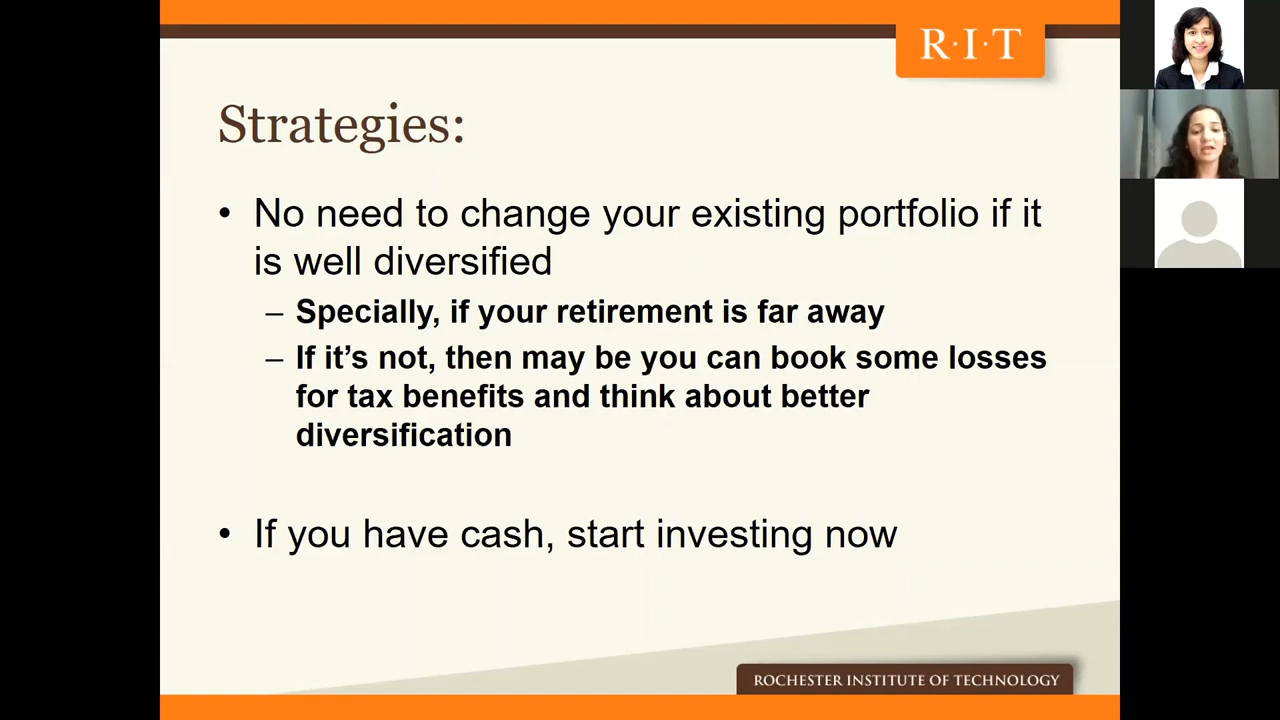 R·I·T
Strategies:
• No need to change your existing portfolio if it
is well diversified
– Specially, if your retirement is far away
– If it’s not, then may be you can book some losses
for tax benefits and think about better
diversification
• If you have cash, start investing now
ROCHESTER INSTITUTE OF TECHNOLOGY